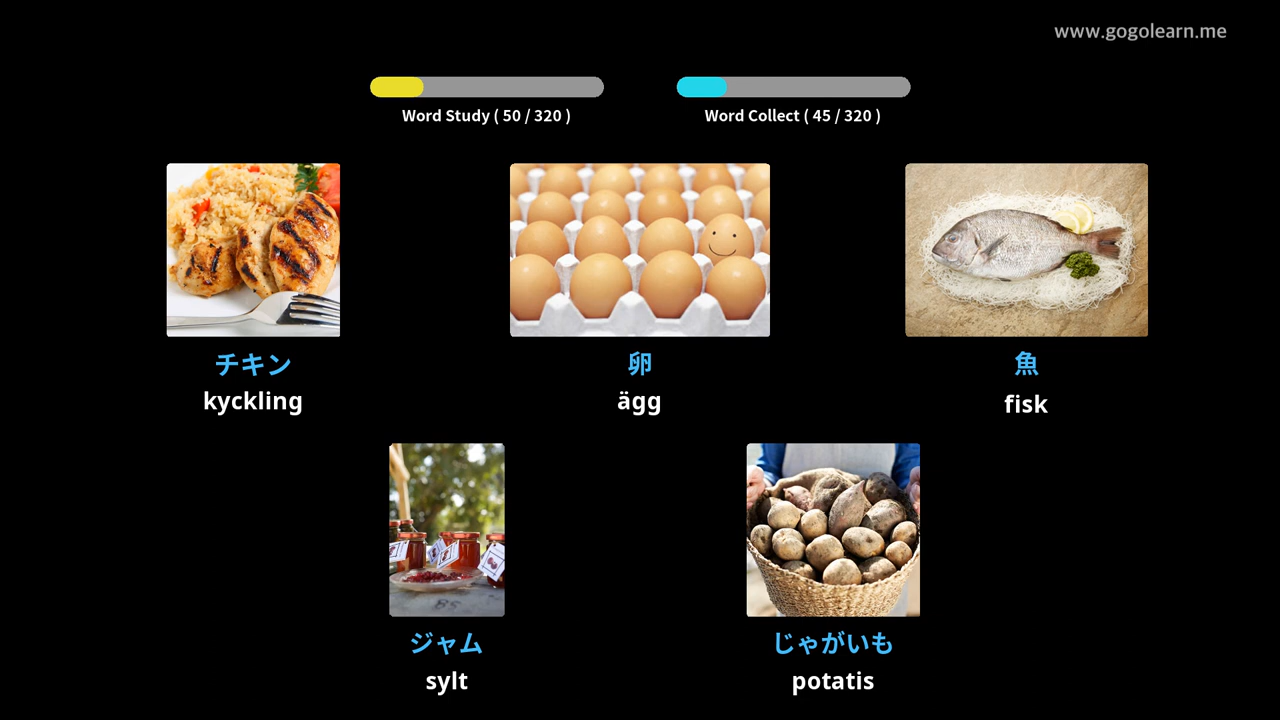 www.gogolearn.me
Word Study ( 50 / 320 )
Word Collect ( 45 / 320 )
チキン
kyckling
卵
ägg
魚
fisk
ジャム
sylt
じゃがいも
potatis